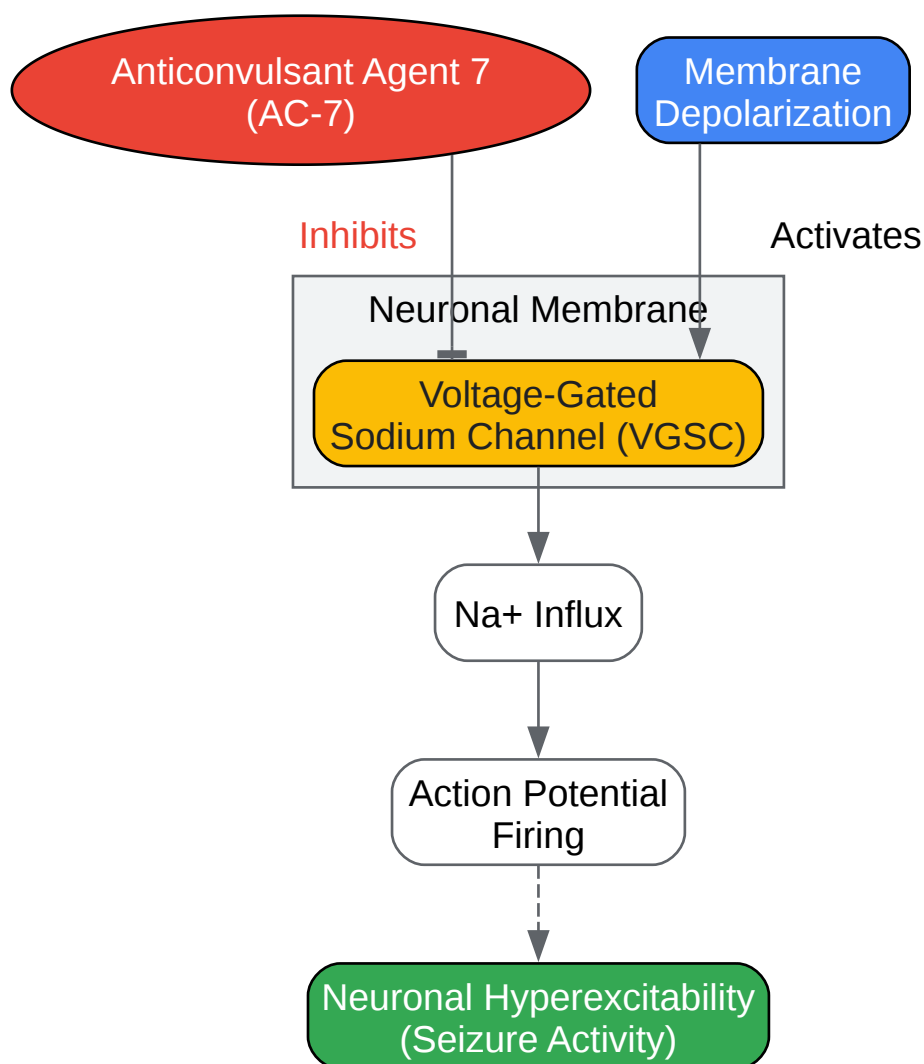 Anticonvulsant Agent 7
(AC-7)
Membrane
Depolarization
Inhibits
Activates
Neuronal Membrane
Voltage-Gated
Sodium Channel (VGSC)
Na+ Influx
Action Potential
Firing
Neuronal Hyperexcitability
(Seizure Activity)